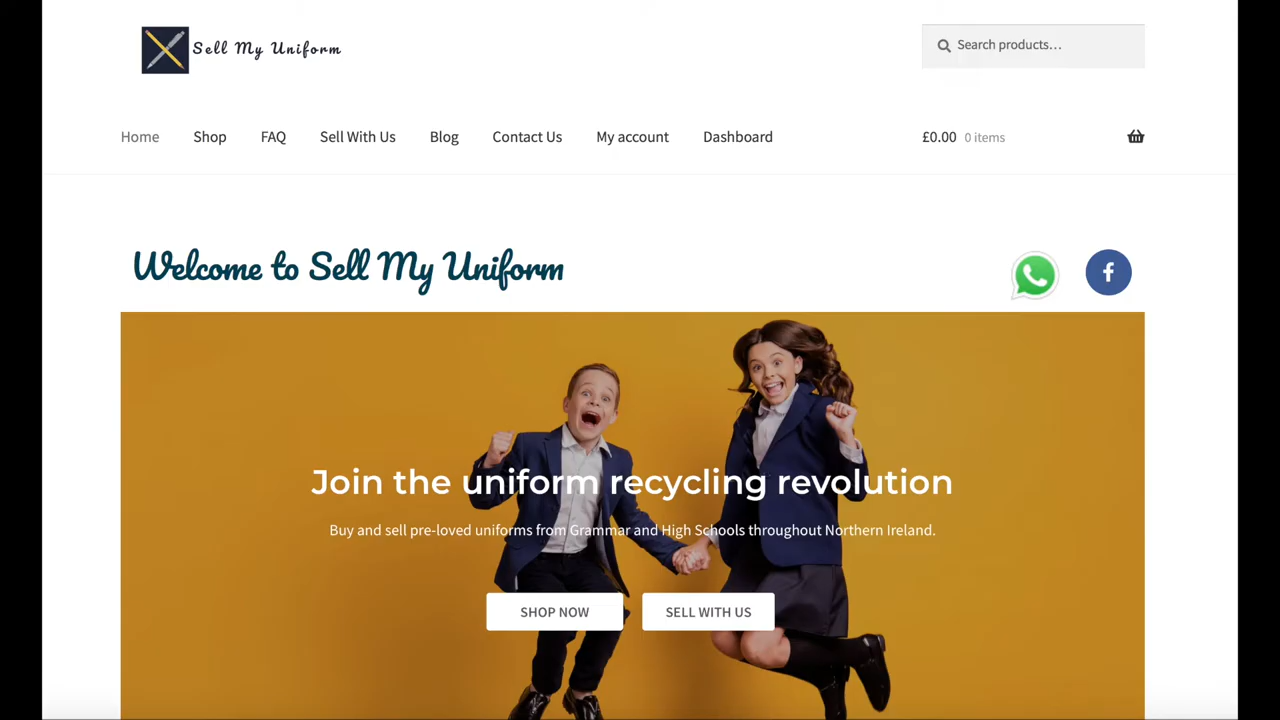 Sell My Uniform
Search products…
Home Shop FAQ Sell With Us Blog Contact Us My account Dashboard £0.00 0 items
Welcome to Sell My Uniform
Join the uniform recycling revolution
Buy and sell pre-loved uniforms from Grammar and High Schools throughout Northern Ireland.
SHOP NOW SELL WITH US